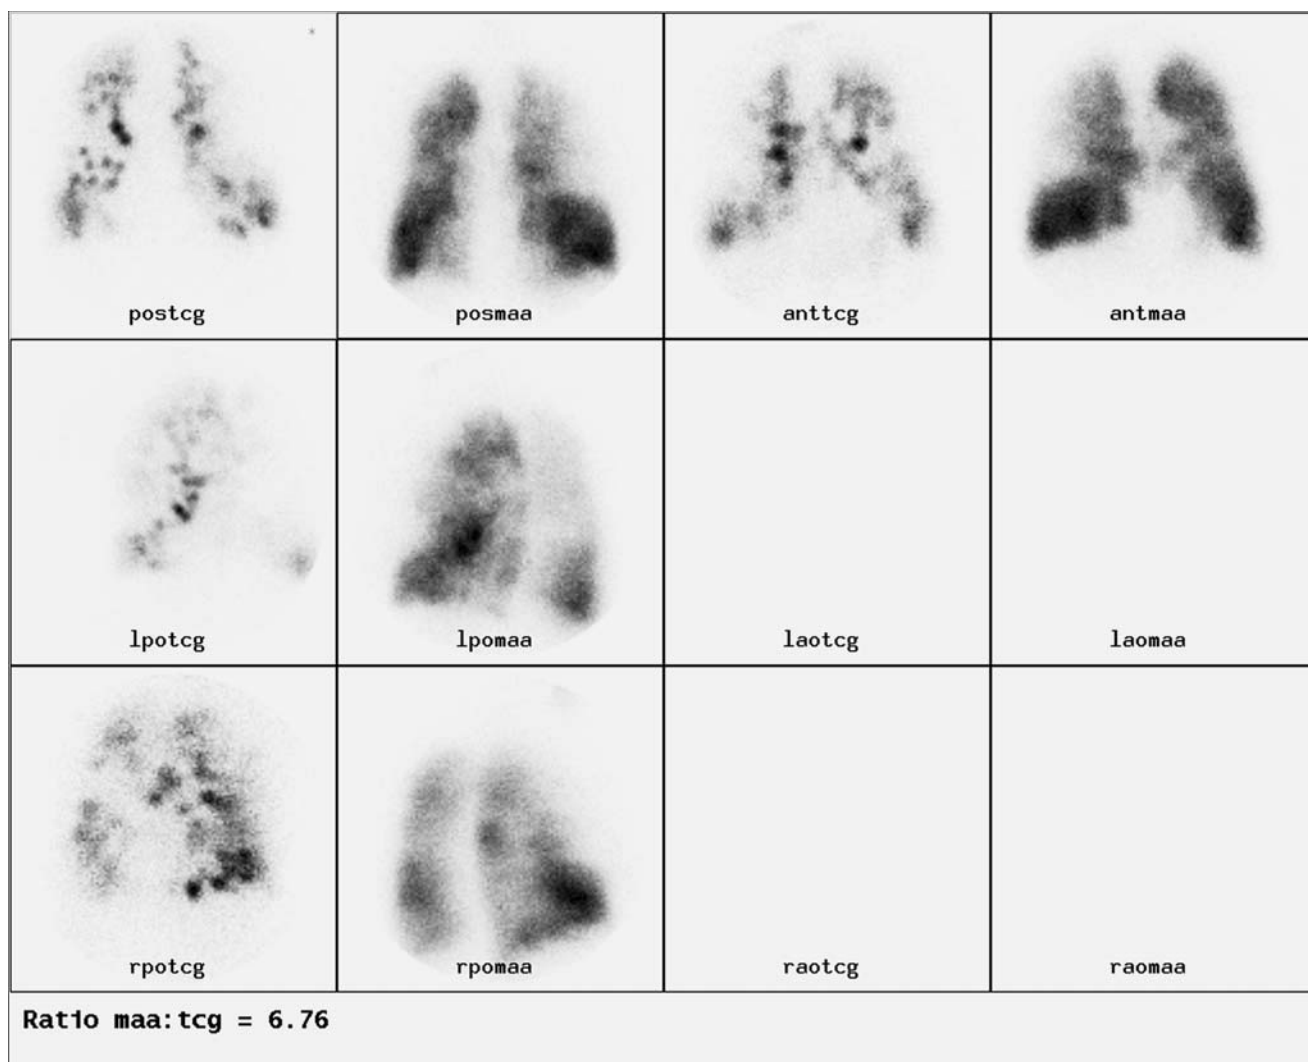 postcg posmaa anttcg antmaa
lpotcg lpomaa laotcg laomaa
rpotcg rpomaa raotcg raomaa
Ratio maa:tcg = 6.76